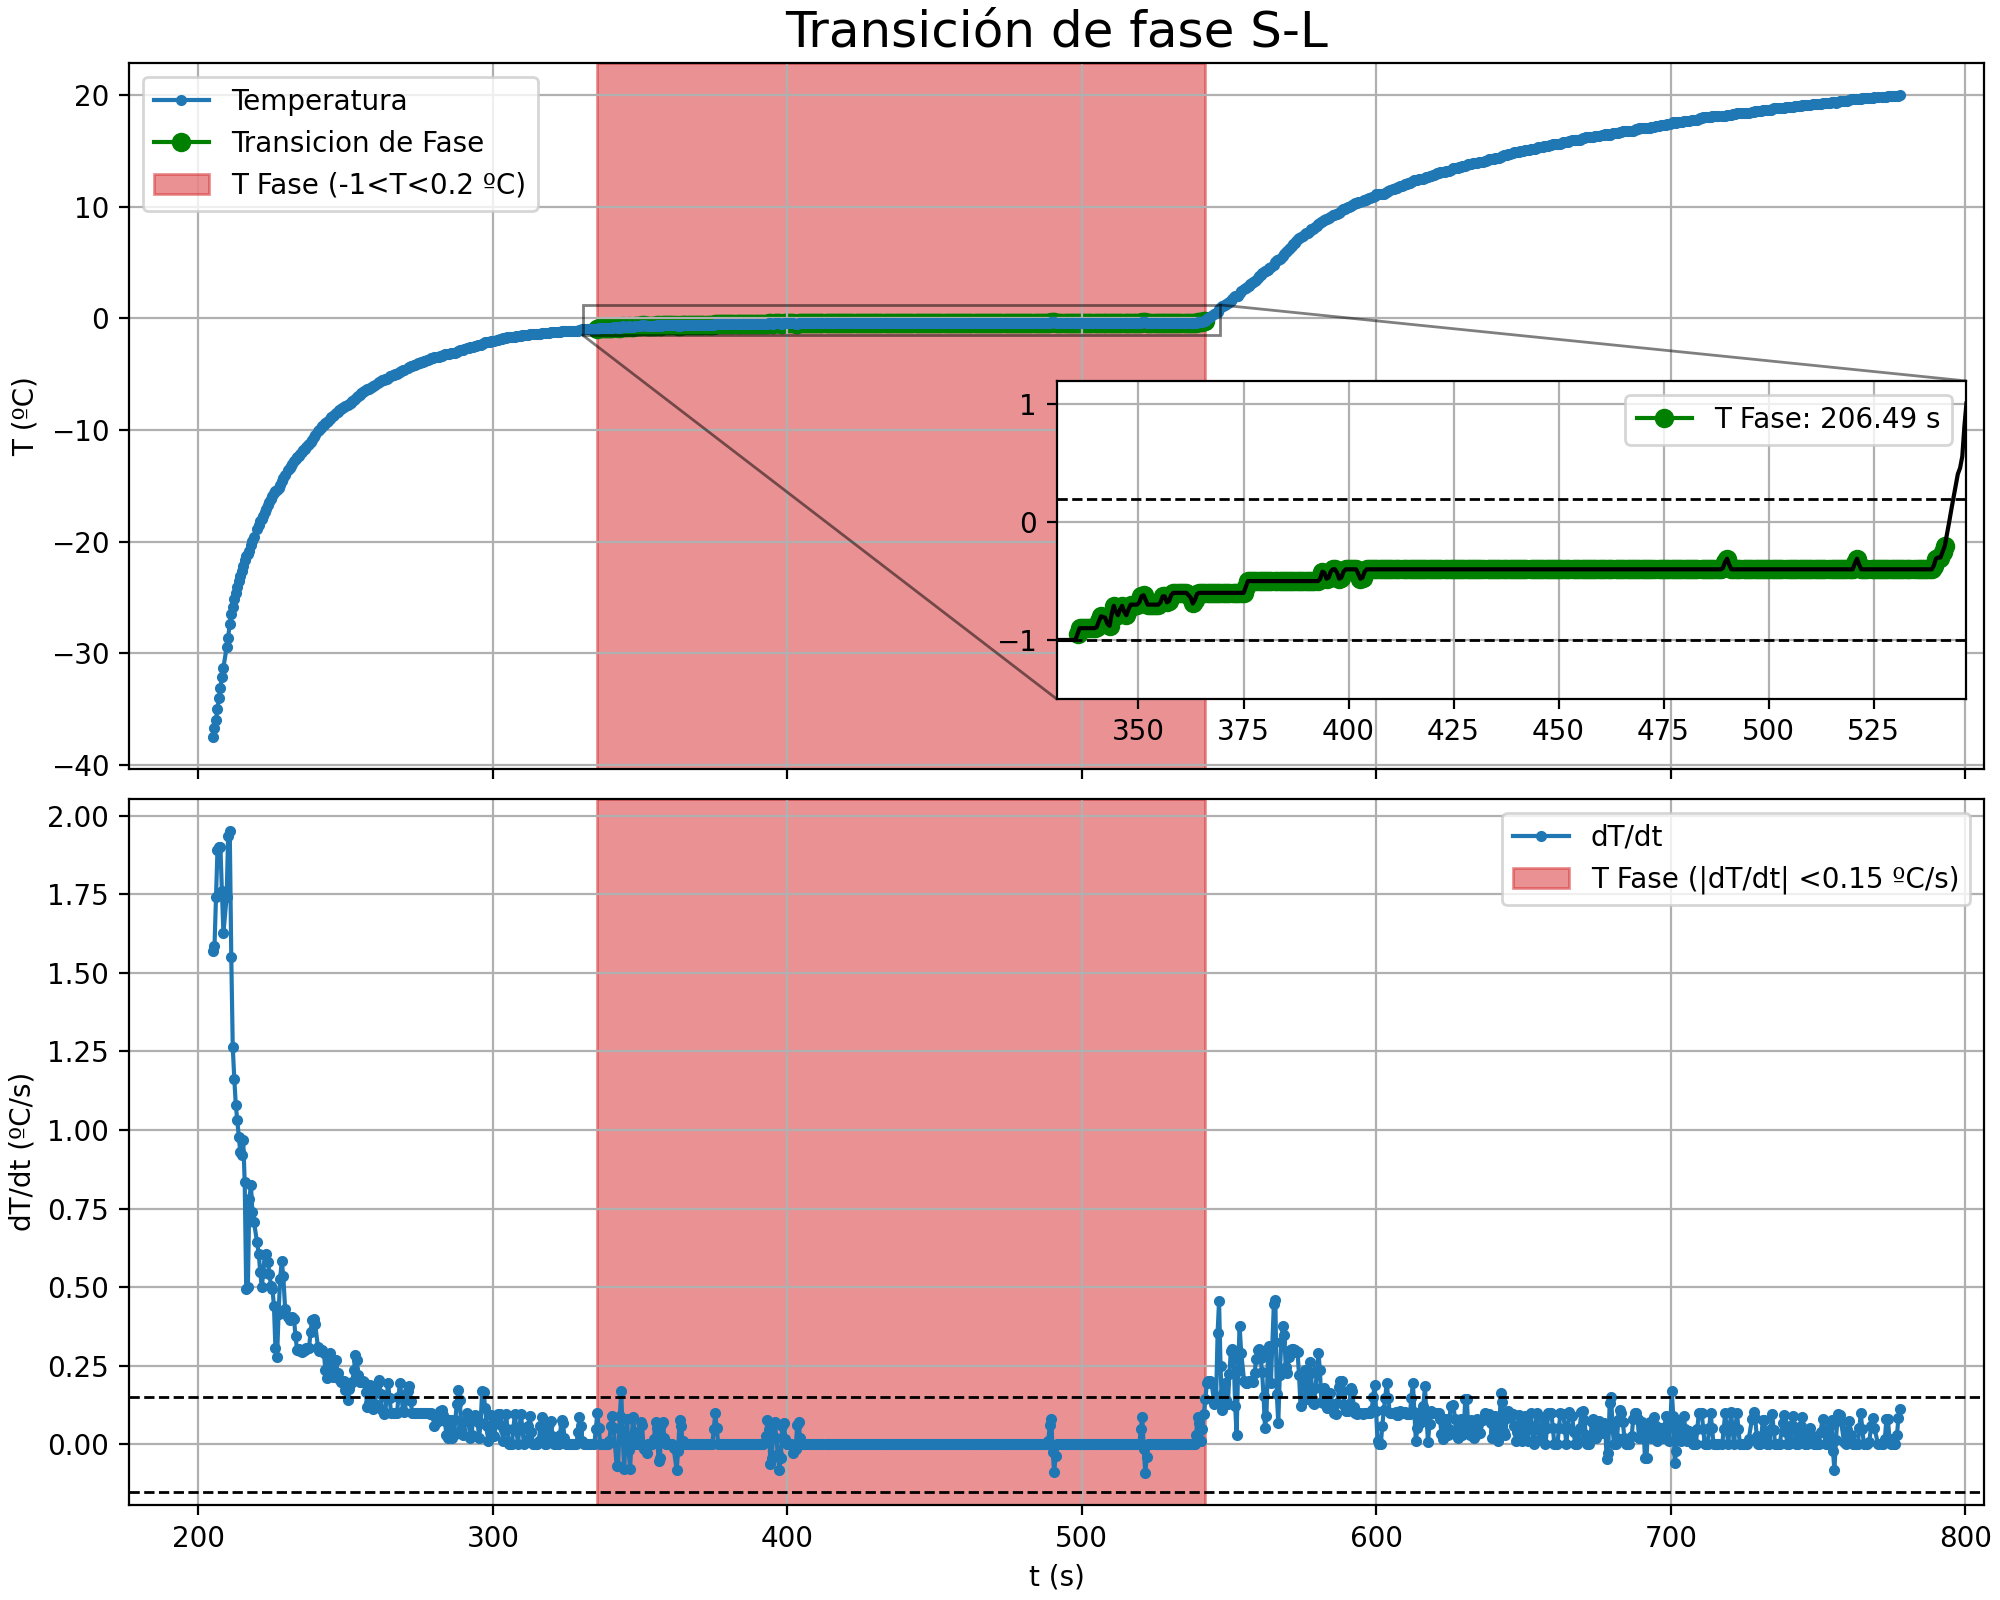 Transición de fase S-L
Temperatura
Transicion de Fase
T Fase (-1<T<0.2 ºC)
20
10
0
−10
−20
−30
−40
T (ºC)
T Fase: 206.49 s
1
0
−1
350 375 400 425 450 475 500 525
dT/dt
T Fase (|dT/dt| <0.15 ºC/s)
2.00
1.75
1.50
1.25
1.00
0.75
0.50
0.25
0.00
dT/dt (ºC/s)
200 300 400 500 600 700 800
t (s)